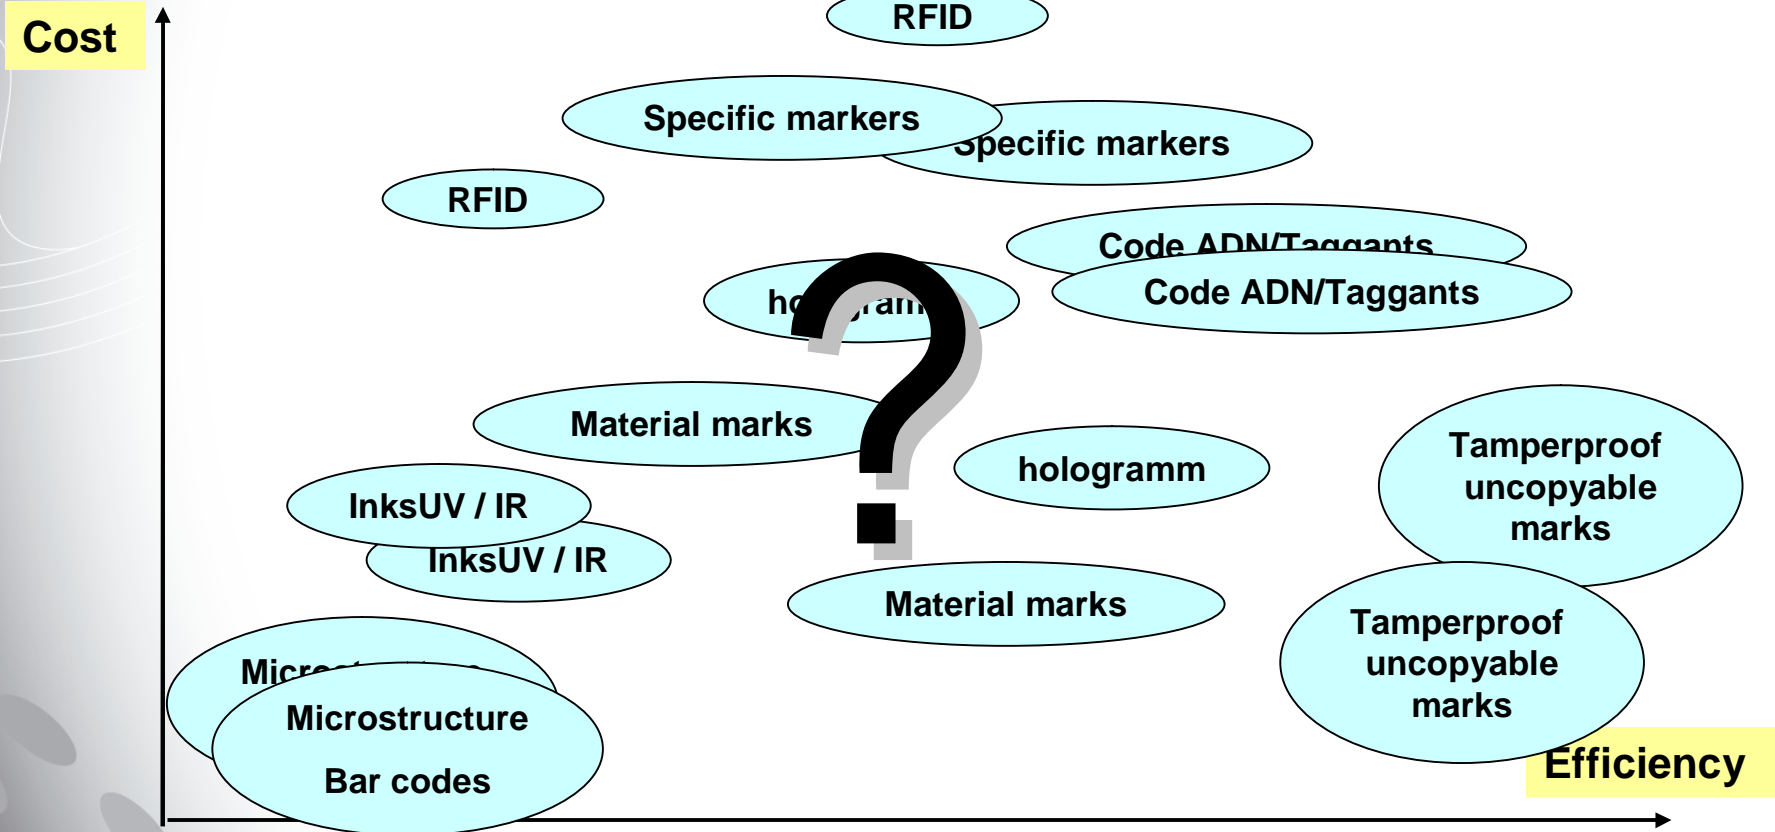 RFID
Cost
Specific markers
Specific markers
RFID
Code ADN/Taggants
Code ADN/Taggants
?
Material marks
hologramm
Tamperproof
uncopyable
marks
InksUV / IR
InksUV / IR
Material marks
Tamperproof
uncopyable
marks
Microstructure
Bar codes
Efficiency